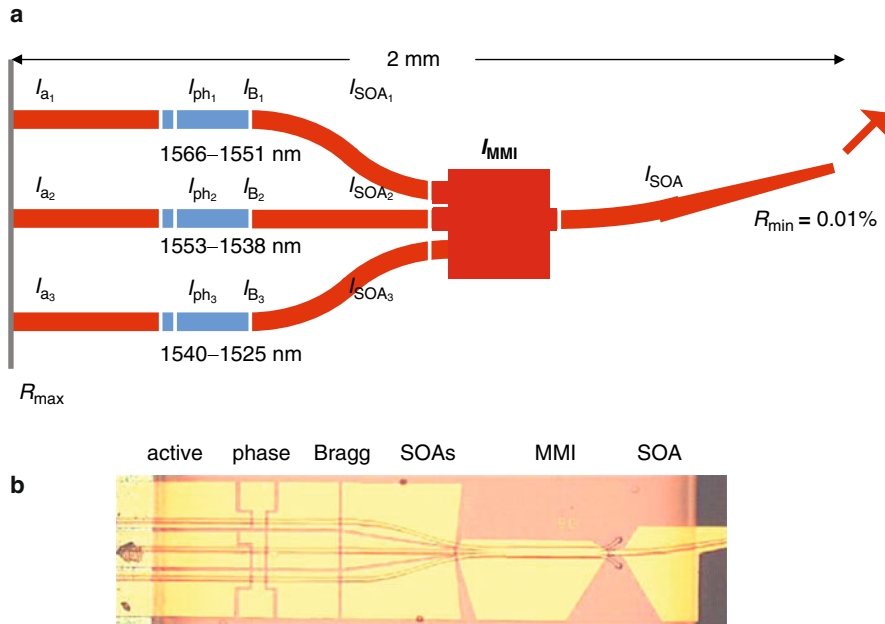 a
2 mm
Ia1 Iph1 IB1 ISOA1
1566–1551 nm
IMMI
Ia2 Iph2 IB2 ISOA2 ISOA
1553–1538 nm
Rmin = 0.01%
Ia3 Iph3 IB3 ISOA3
1540–1525 nm
Rmax
active phase Bragg SOAs MMI SOA
b